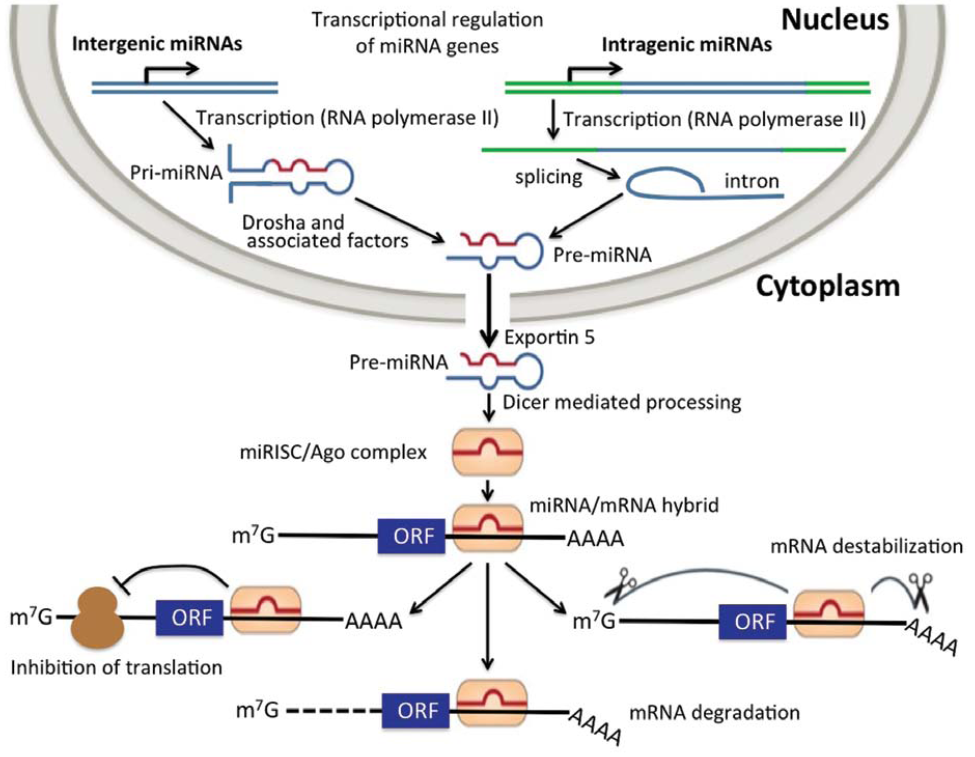 Nucleus
Transcriptional regulation
of miRNA genes
Intergenic miRNAs
Intragenic miRNAs
Transcription (RNA polymerase II)
Transcription (RNA polymerase II)
Pri-miRNA
splicing
intron
Drosha and
associated factors
Pre-miRNA
Cytoplasm
Exportin 5
Pre-miRNA
Dicer mediated processing
miRISC/Ago complex
miRNA/mRNA hybrid
m⁷G ORF AAAA
mRNA destabilization
m⁷G ORF AAAA
m⁷G ORF AAAA
Inhibition of translation
m⁷G ORF AAAA
mRNA degradation